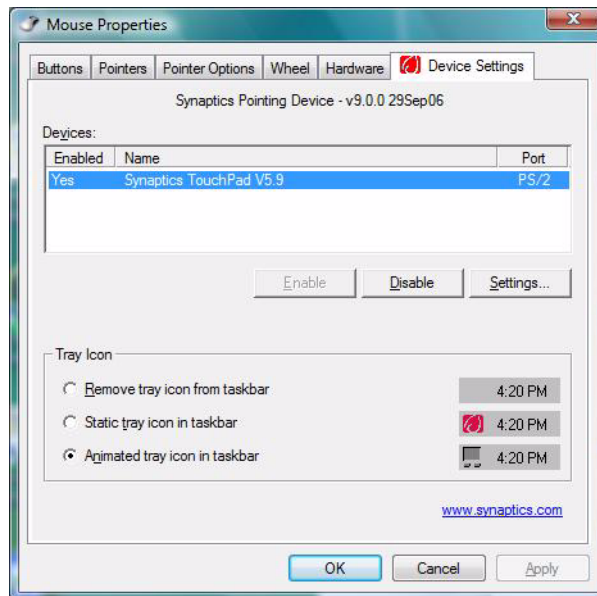 Mouse Properties
Buttons Pointers Pointer Options Wheel Hardware Device Settings
Synaptics Pointing Device - v9.0.0 29Sep06
Devices:
Enabled Name Port
Yes Synaptics TouchPad V5.9 PS/2
Enable Disable Settings...
Tray Icon
Remove tray icon from taskbar 4:20 PM
Static tray icon in taskbar 4:20 PM
Animated tray icon in taskbar 4:20 PM
www.synaptics.com
OK Cancel Apply